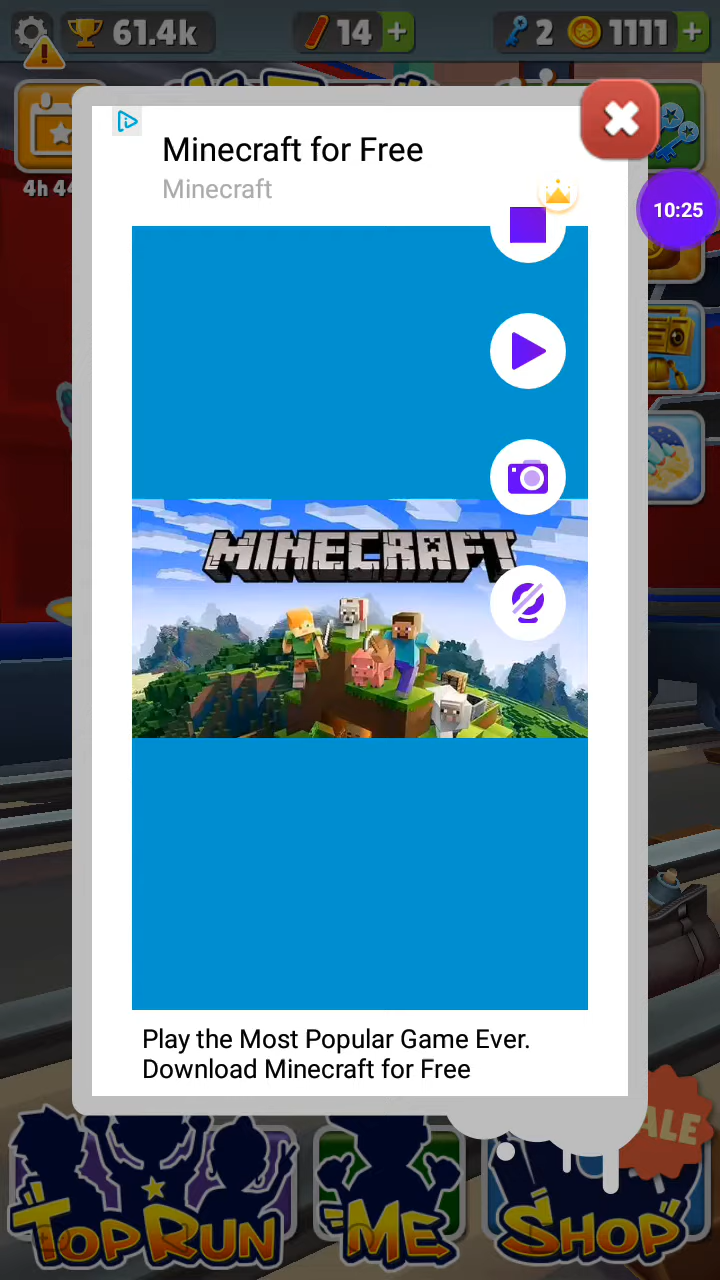 61.4k
14
2
1111
4h 44
Minecraft for Free
Minecraft
10:25
MINECRAFT
Play the Most Popular Game Ever.
Download Minecraft for Free
TOP RUN
ME
SHOP